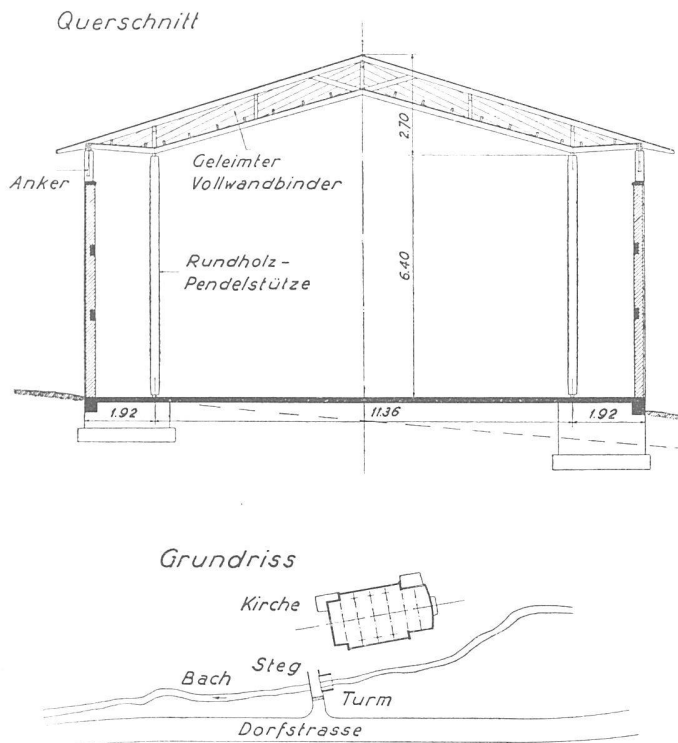 Querschnitt
2.70
Geleimter
Vollwandbinder
Anker
Rundholz-
Pendelstütze
6.40
1.92
11.36
1.92
Grundriss
Kirche
Steg
Bach
Turm
Dorfstrasse